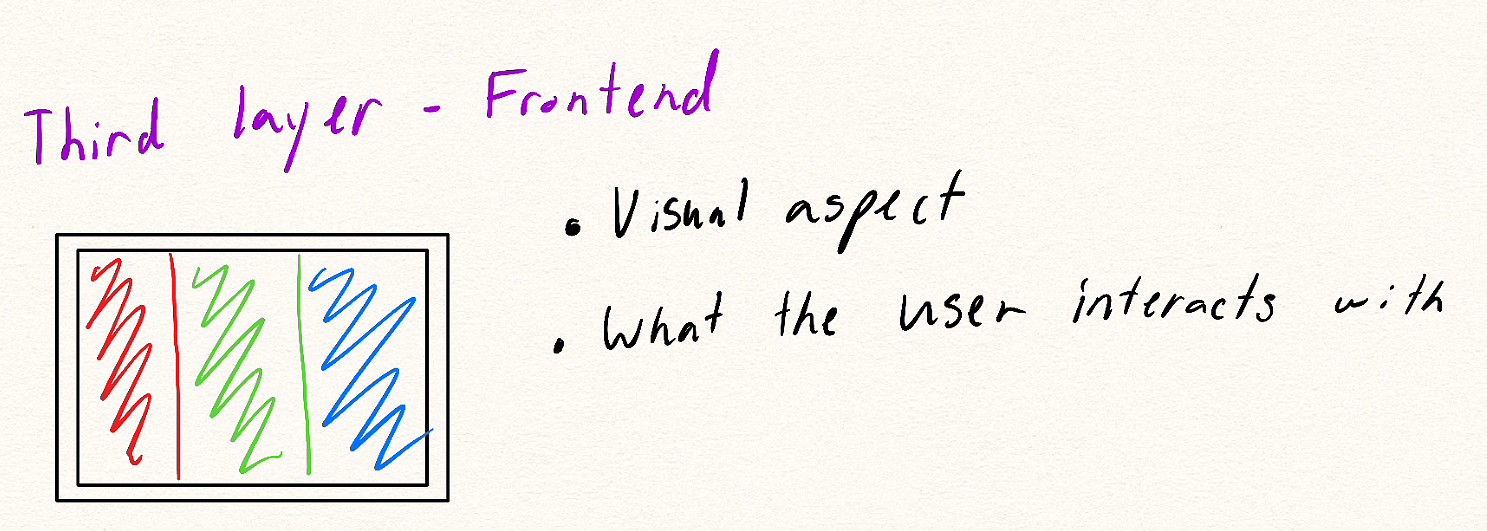 Third layer - Frontend
• Visual aspect
• What the user interacts with